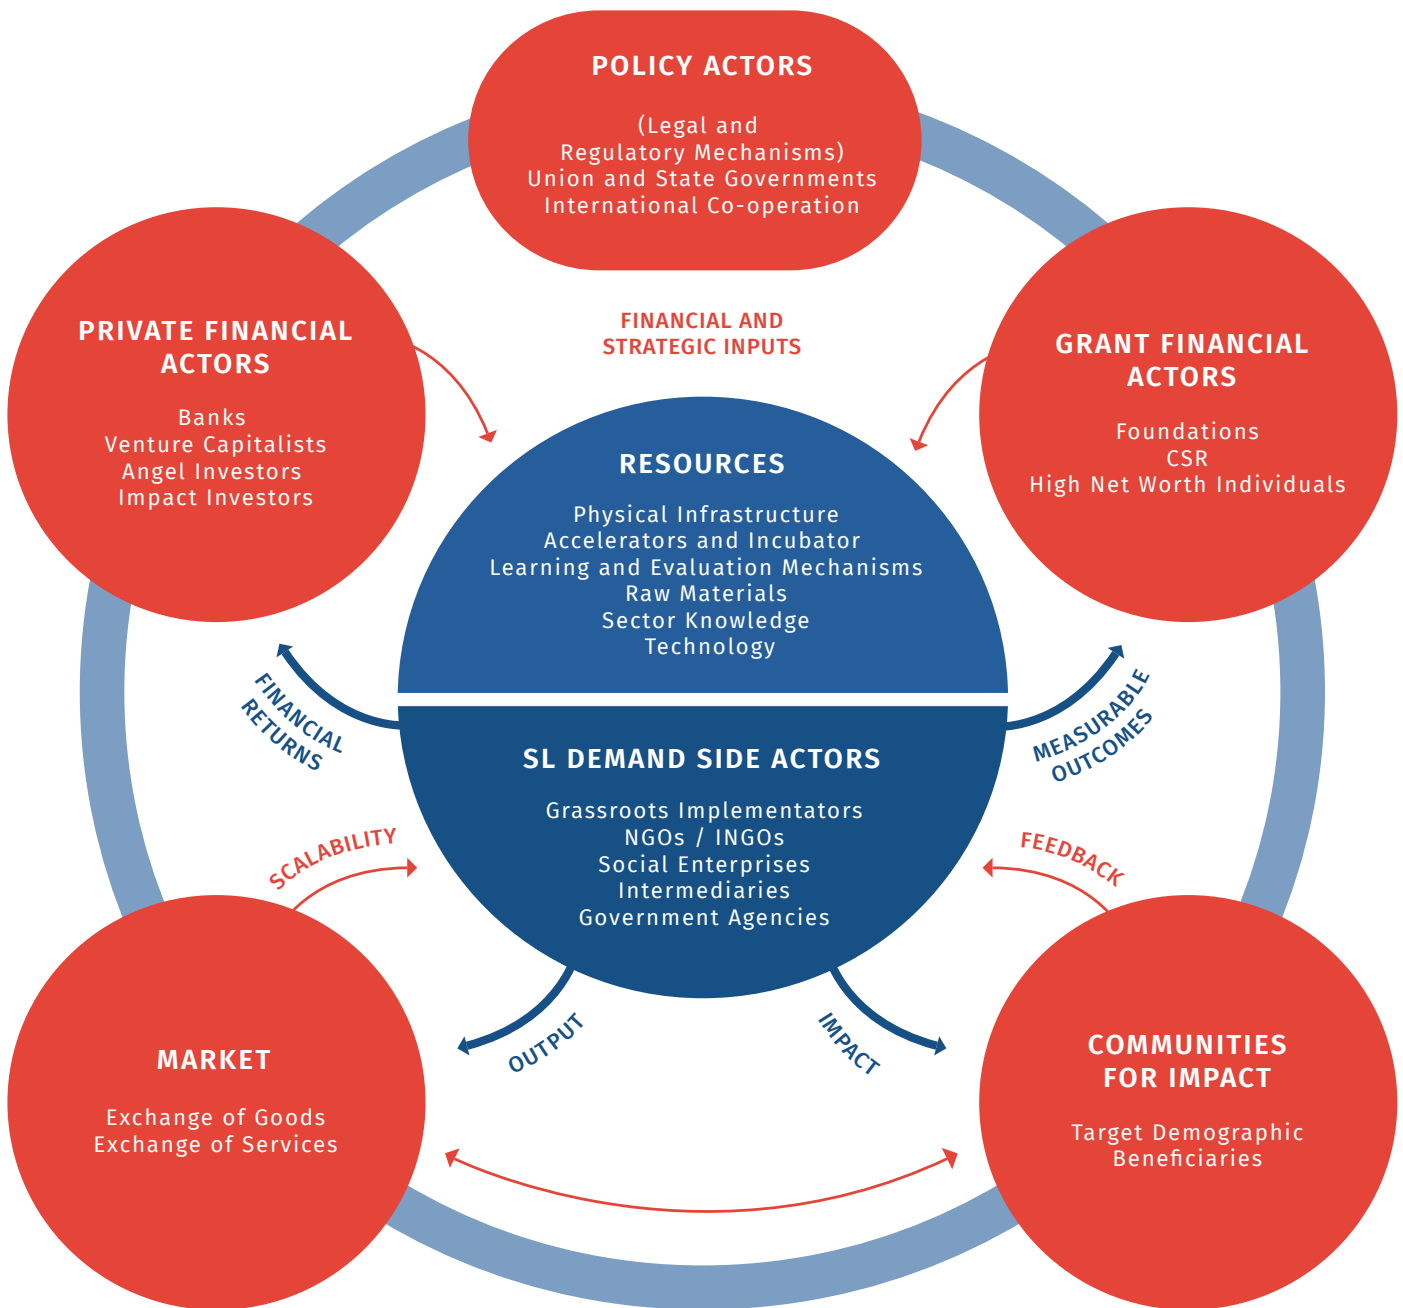 POLICY ACTORS
(Legal and
Regulatory Mechanisms)
Union and State Governments
International Co-operation
PRIVATE FINANCIAL
ACTORS
Banks
Venture Capitalists
Angel Investors
Impact Investors
FINANCIAL AND
STRATEGIC INPUTS
GRANT FINANCIAL
ACTORS
Foundations
CSR
High Net Worth Individuals
RESOURCES
Physical Infrastructure
Accelerators and Incubator
Learning and Evaluation Mechanisms
Raw Materials
Sector Knowledge
Technology
FINANCIAL
RETURNS
MEASURABLE
OUTCOMES
SL DEMAND SIDE ACTORS
Grassroots Implementators
NGOs / INGOs
Social Enterprises
Intermediaries
Government Agencies
SCALABILITY
FEEDBACK
OUTPUT
IMPACT
MARKET
Exchange of Goods
Exchange of Services
COMMUNITIES
FOR IMPACT
Target Demographic
Beneficiaries